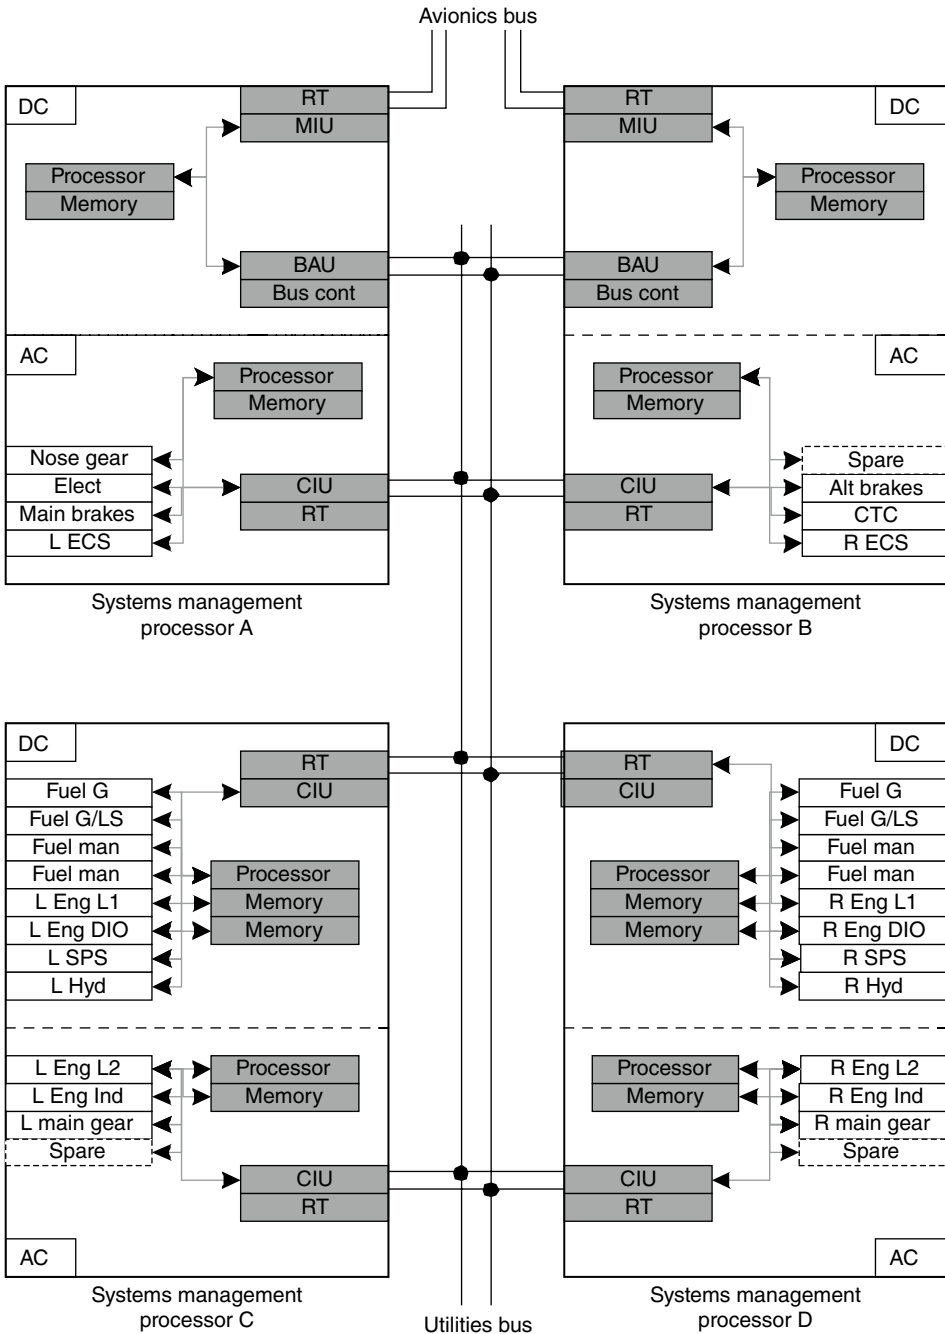 Avionics bus
DC
RT
MIU
Processor
Memory
BAU
Bus cont
AC
Processor
Memory
Nose gear
Elect
Main brakes
L ECS
CIU
RT
Systems management
processor A
RT
MIU
DC
Processor
Memory
BAU
Bus cont
AC
Processor
Memory
Spare
Alt brakes
CTC
R ECS
CIU
RT
Systems management
processor B
DC
RT
CIU
Fuel G
Fuel G/LS
Fuel man
Fuel man
L Eng L1
L Eng DIO
L SPS
L Hyd
Processor
Memory
Memory
L Eng L2
L Eng Ind
L main gear
Spare
Processor
Memory
CIU
RT
AC
Systems management
processor C
RT
CIU
DC
Fuel G
Fuel G/LS
Fuel man
Fuel man
R Eng L1
R Eng DIO
R SPS
R Hyd
Processor
Memory
Memory
Processor
Memory
R Eng L2
R Eng Ind
R main gear
Spare
CIU
RT
AC
Systems management
processor D
Utilities bus